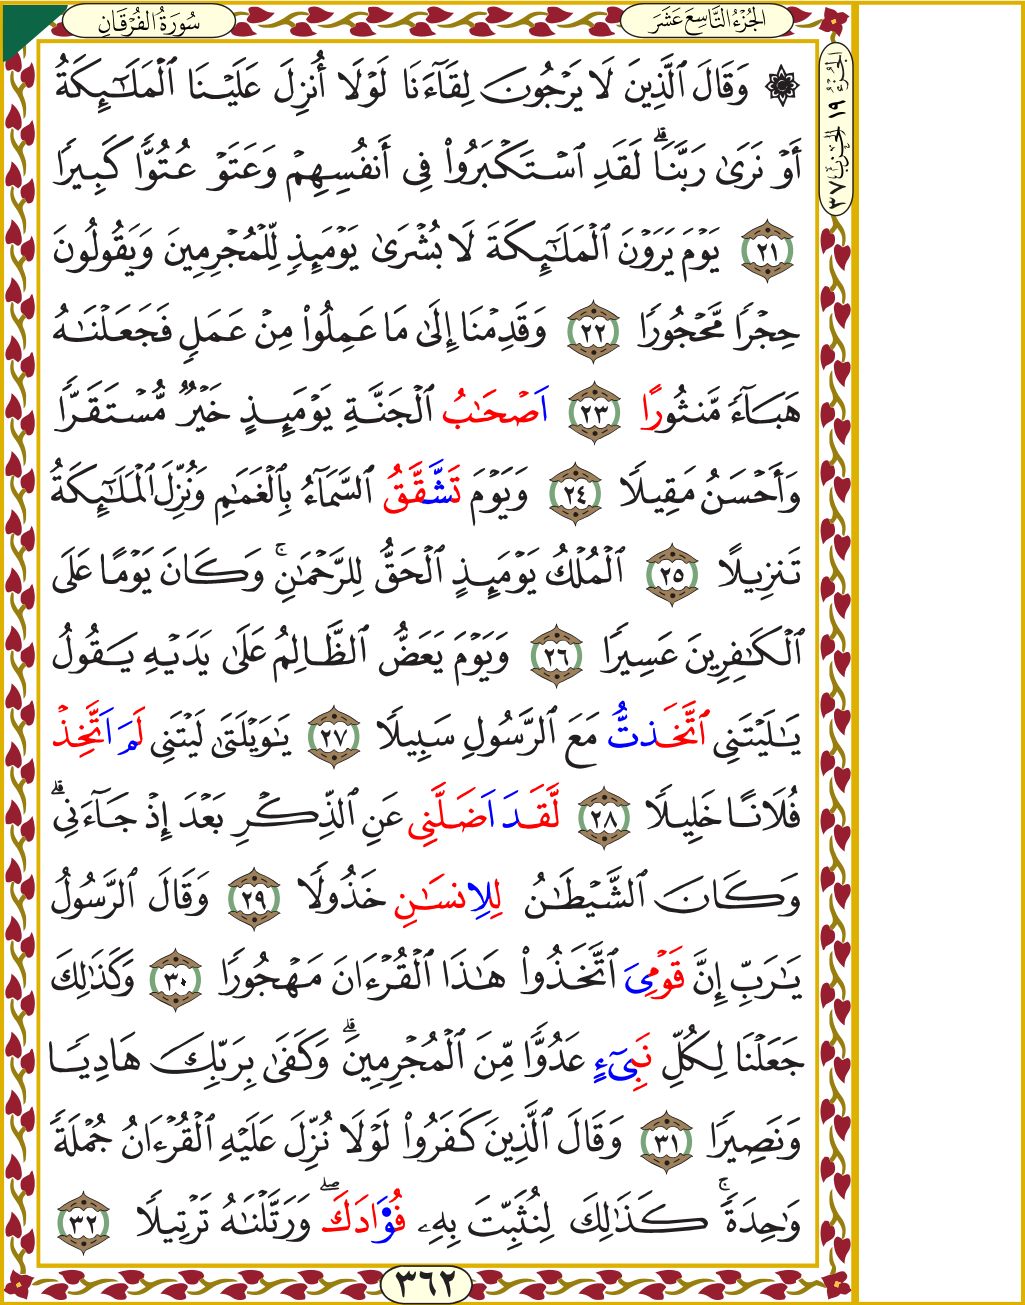 سُورَةُ الْفُرْقَانِ
الجُزْءُ التَّاسِعَ عَشَرَ
الجزء ١٩ الحزب ٣٧
۞ وَقَالَ ٱلَّذِينَ لَا يَرْجُونَ لِقَآءَنَا لَوْلَآ أُنزِلَ عَلَيْنَا ٱلْمَلَـٰٓئِكَةُ
أَوْ نَرَىٰ رَبَّنَاۗ لَقَدِ ٱسْتَكْبَرُوا۟ فِىٓ أَنفُسِهِمْ وَعَتَوْ عُتُوًّا كَبِيرًا
٢١ يَوْمَ يَرَوْنَ ٱلْمَلَـٰٓئِكَةَ لَا بُشْرَىٰ يَوْمَئِذٍ لِّلْمُجْرِمِينَ وَيَقُولُونَ
حِجْرًا مَّحْجُورًا ٢٢ وَقَدِمْنَآ إِلَىٰ مَا عَمِلُوا۟ مِنْ عَمَلٍ فَجَعَلْنَـٰهُ
هَبَآءً مَّنثُورًا ٢٣ اَصْحَـٰبُ ٱلْجَنَّةِ يَوْمَئِذٍ خَيْرٌ مُّسْتَقَرًّا
وَأَحْسَنُ مَقِيلًا ٢٤ وَيَوْمَ تَشَّقَّقُ ٱلسَّمَآءُ بِٱلْغَمَـٰمِ وَنُزِّلَ ٱلْمَلَـٰٓئِكَةُ
تَنزِيلًا ٢٥ ٱلْمُلْكُ يَوْمَئِذٍ ٱلْحَقُّ لِلرَّحْمَـٰنِۚ وَكَانَ يَوْمًا عَلَى
ٱلْكَـٰفِرِينَ عَسِيرًا ٢٦ وَيَوْمَ يَعَضُّ ٱلظَّالِمُ عَلَىٰ يَدَيْهِ يَقُولُ
يَـٰلَيْتَنِى ٱتَّخَذتُّ مَعَ ٱلرَّسُولِ سَبِيلًا ٢٧ يَـٰوَيْلَتَىٰ لَيْتَنِى لَمَ اَتَّخِذْ
فُلَانًا خَلِيلًا ٢٨ لَّقَدَ اَضَلَّنِى عَنِ ٱلذِّكْرِ بَعْدَ إِذْ جَآءَنِىۗ
وَكَانَ ٱلشَّيْطَـٰنُ لِلِانسَـٰنِ خَذُولًا ٢٩ وَقَالَ ٱلرَّسُولُ
يَـٰرَبِّ إِنَّ قَوْمِىَ ٱتَّخَذُوا۟ هَـٰذَا ٱلْقُرْءَانَ مَهْجُورًا ٣٠ وَكَذَٰلِكَ
جَعَلْنَا لِكُلِّ نَبِىٓءٍ عَدُوًّا مِّنَ ٱلْمُجْرِمِينَۗ وَكَفَىٰ بِرَبِّكَ هَادِيًا
وَنَصِيرًا ٣١ وَقَالَ ٱلَّذِينَ كَفَرُوا۟ لَوْلَا نُزِّلَ عَلَيْهِ ٱلْقُرْءَانُ جُمْلَةً
وَٰحِدَةًۚ كَذَٰلِكَ لِنُثَبِّتَ بِهِۦ فُؤَٰدَكَۖ وَرَتَّلْنَـٰهُ تَرْتِيلًا ٣٢
٣٦٢